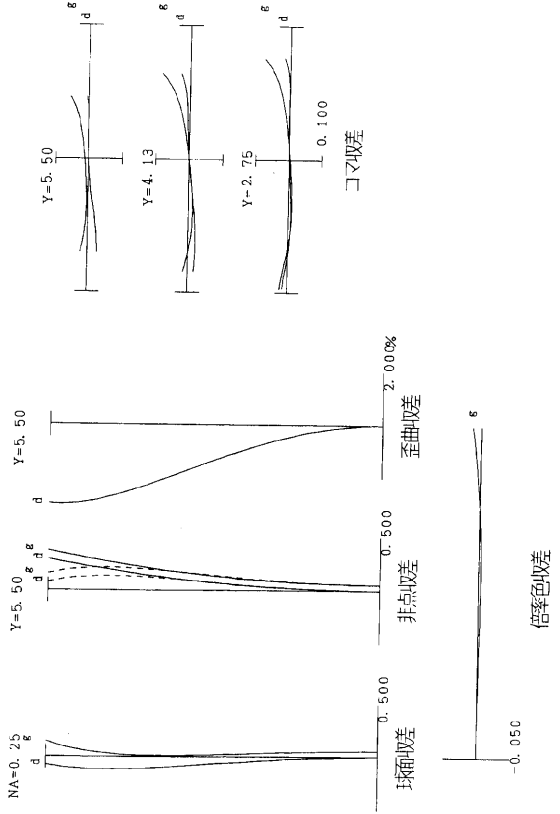 NA=0.25
d
g
0.500
球面収差
Y=5.50
d
g
d
g
0.500
非点収差
Y=5.50
d
2.000%
歪曲収差
Y=5.50
g
d
Y=4.13
g
d
Y=2.75
g
d
0.100
コマ収差
-0.050
g
倍率色収差